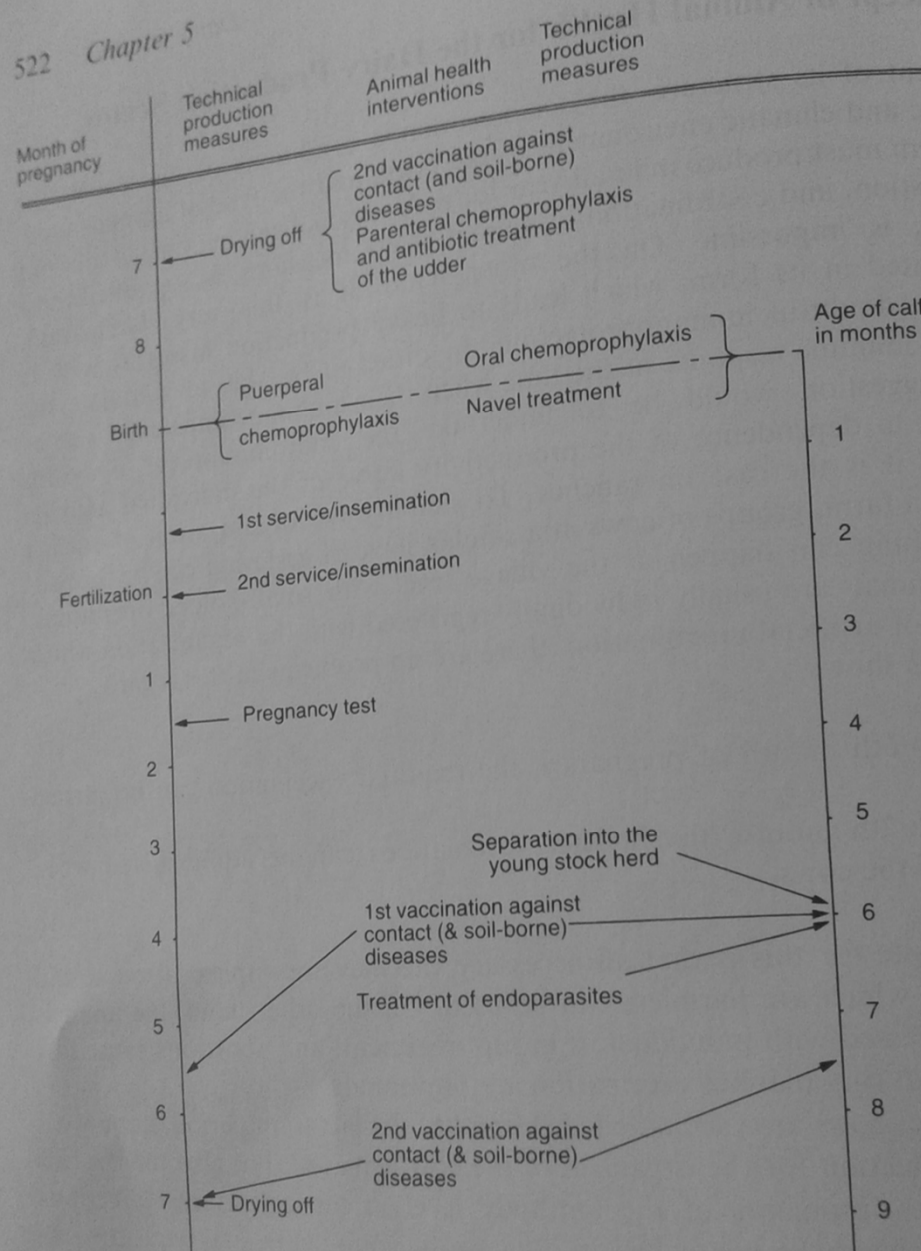 522 Chapter 5
Month of
pregnancy
Technical
production
measures
Animal health
interventions
Technical
production
measures
7
Drying off
2nd vaccination against
contact (and soil-borne)
diseases
Parenteral chemoprophylaxis
and antibiotic treatment
of the udder
8
Age of calf
in months
Birth
Puerperal
chemoprophylaxis
Oral chemoprophylaxis
Navel treatment
1
1st service/insemination
2
Fertilization
2nd service/insemination
3
1
Pregnancy test
4
2
5
3
Separation into the
young stock herd
6
4
1st vaccination against
contact (& soil-borne)
diseases
Treatment of endoparasites
7
5
6
8
2nd vaccination against
contact (& soil-borne)
diseases
7
Drying off
9